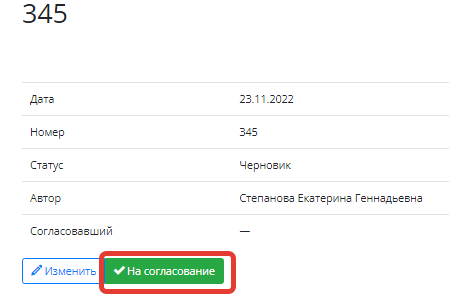 345
Дата 23.11.2022
Номер 345
Статус Черновик
Автор Степанова Екатерина Геннадьевна
Согласовавший —
Изменить На согласование